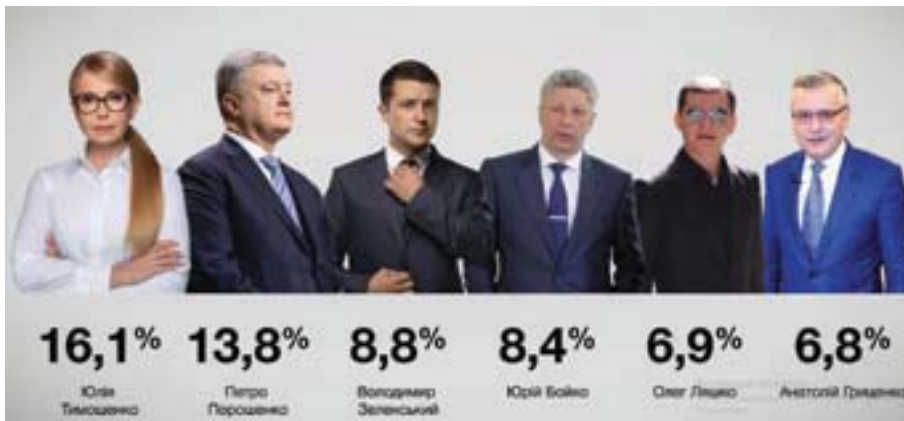 16,1% 13,8% 8,8% 8,4% 6,9% 6,8%
Юлія Петро Володимир Юрій Бойко Олег Ляшко Анатолій Гриценко
Тимошенко Порошенко Зеленський